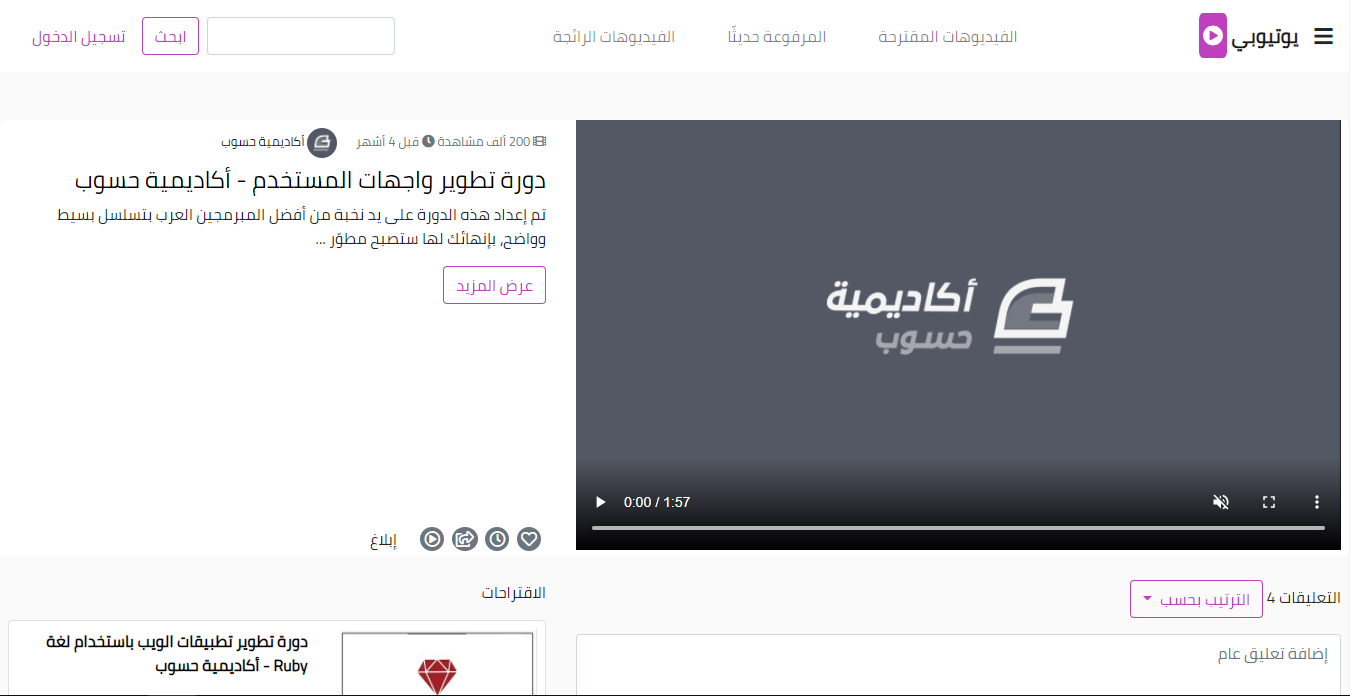 يوتيوبي
الفيديوهات المقترحة
المرفوعة حديثًا
الفيديوهات الرائجة
ابحث
تسجيل الدخول
أكاديمية
حسوب
0:00 / 1:57
200 ألف مشاهدة قبل 4 أشهر
أكاديمية حسوب
دورة تطوير واجهات المستخدم - أكاديمية حسوب
تم إعداد هذه الدورة على يد نخبة من أفضل المبرمجين العرب بتسلسل بسيط
وواضح، بإنهائك لها ستصبح مطوّر ...
عرض المزيد
إبلاغ
التعليقات 4
الترتيب بحسب
إضافة تعليق عام
الاقتراحات
دورة تطوير تطبيقات الويب باستخدام لغة
Ruby - أكاديمية حسوب